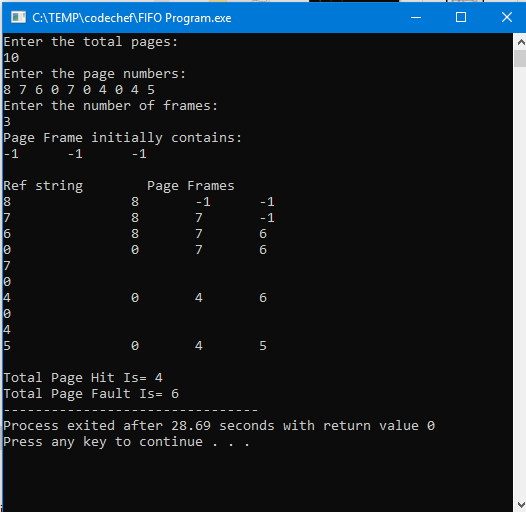 C:\TEMP\codechef\FIFO Program.exe
Enter the total pages:
10
Enter the page numbers:
8 7 6 0 7 0 4 0 4 5
Enter the number of frames:
3
Page Frame initially contains:
-1 -1 -1
Ref string Page Frames
8 8 -1 -1
7 8 7 -1
6 8 7 6
0 0 7 6
7
0
4 0 4 6
0
4
5 0 4 5
Total Page Hit Is= 4
Total Page Fault Is= 6
--------------------------------
Process exited after 28.69 seconds with return value 0
Press any key to continue . . .